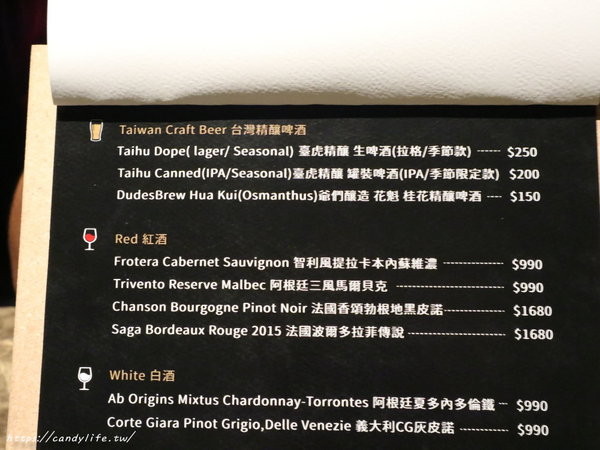 Taiwan Craft Beer 台灣精釀啤酒
Taihu Dope( lager/ Seasonal) 臺虎精釀 生啤酒(拉格/季節款) ------ $250
Taihu Canned(IPA/Seasonal)臺虎精釀 罐裝啤酒(IPA/季節限定款) $200
DudesBrew Hua Kui(Osmanthus)爺們釀造 花魁 桂花精釀啤酒 ---- $150
Red 紅酒
Frotera Cabernet Sauvignon 智利風提拉卡本內蘇維濃 --------------- $990
Trivento Reserve Malbec 阿根廷三風馬爾貝克 --------------- $990
Chanson Bourgogne Pinot Noir 法國香頌勃根地黑皮諾--------------- $1680
Saga Bordeaux Rouge 2015 法國波爾多拉菲傳說 --------------- $1680
White 白酒
Ab Origins Mixtus Chardonnay-Torrontes 阿根廷夏多內多倫鐵 -- $990
Corte Giara Pinot Grigio,Delle Venezie 義大利CG灰皮諾 --------- $990
http://candylife.tw/